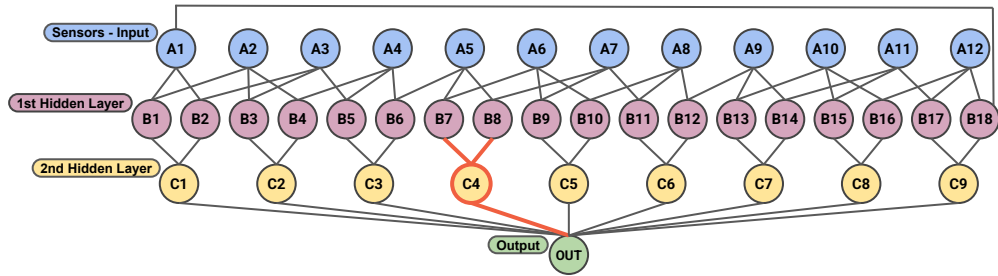 Sensors - Input
A1 A2 A3 A4 A5 A6 A7 A8 A9 A10 A11 A12
1st Hidden Layer
B1 B2 B3 B4 B5 B6 B7 B8 B9 B10 B11 B12 B13 B14 B15 B16 B17 B18
2nd Hidden Layer
C1 C2 C3 C4 C5 C6 C7 C8 C9
Output
OUT